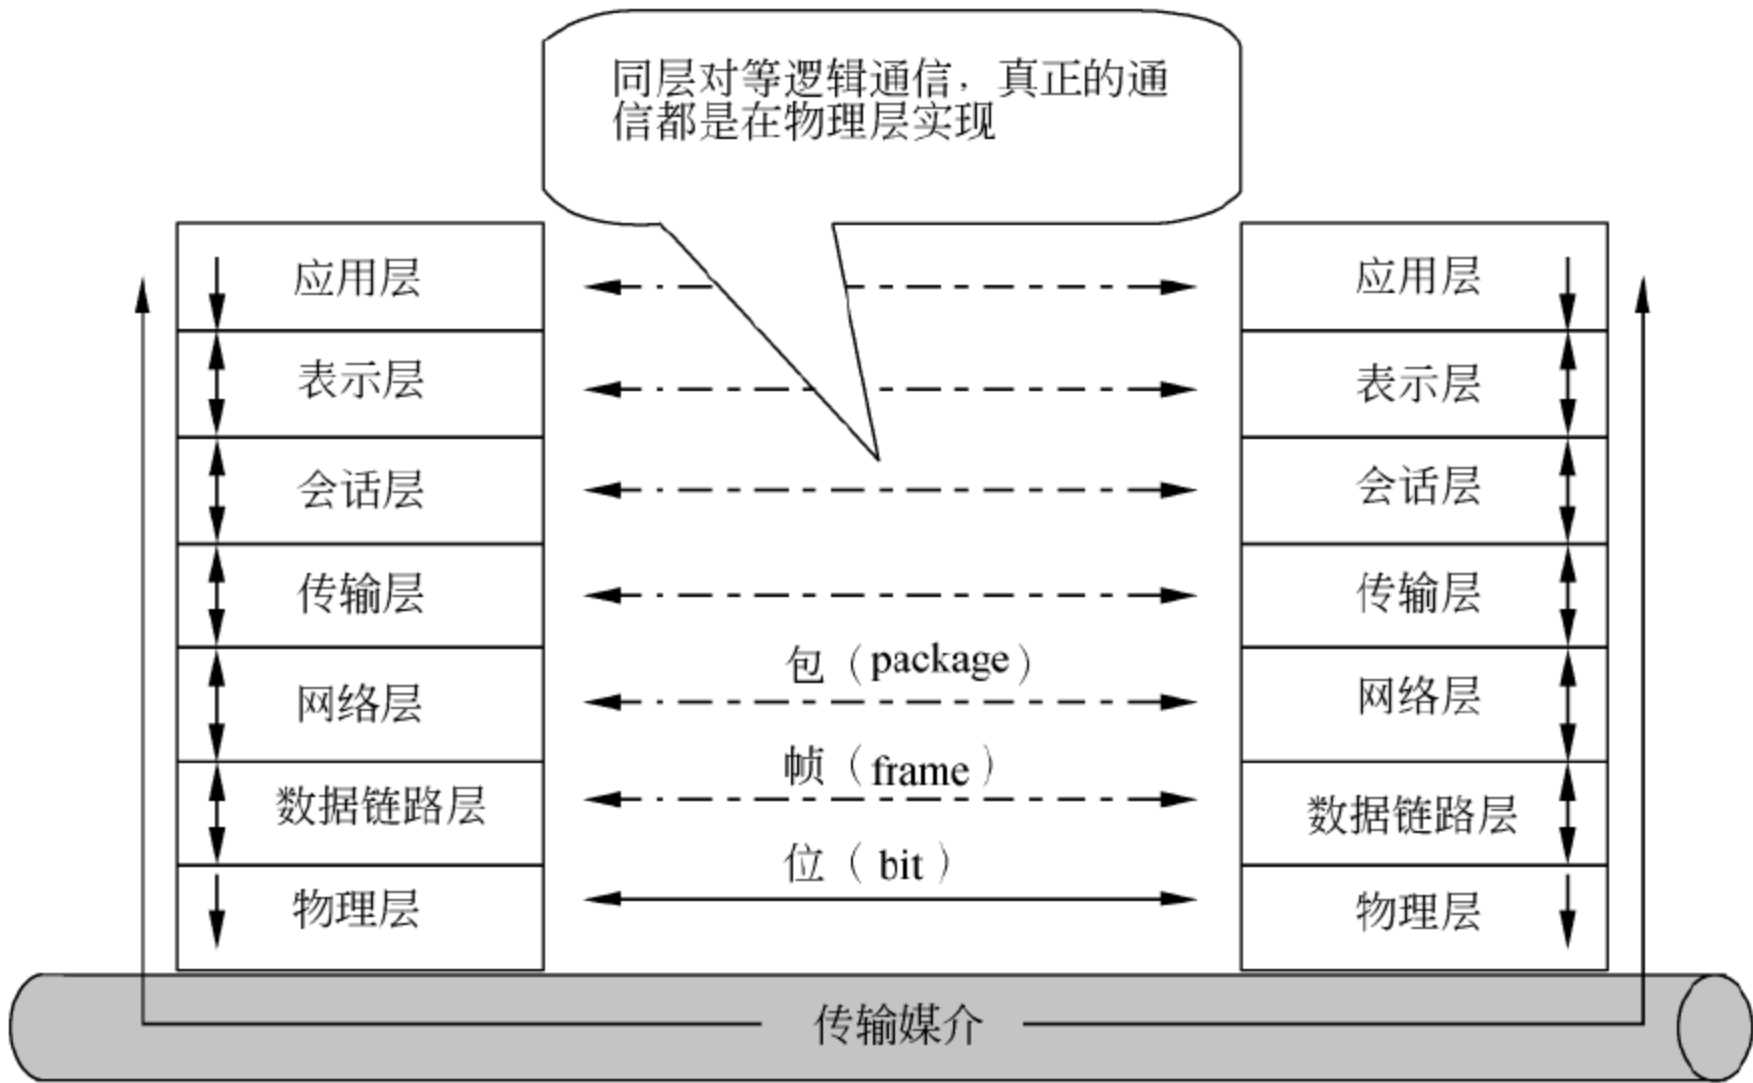 同层对等逻辑通信，真正的通
信都是在物理层实现
应用层
应用层
表示层
表示层
会话层
会话层
传输层
传输层
包（package）
网络层
网络层
帧（frame）
数据链路层
数据链路层
位（bit）
物理层
物理层
传输媒介